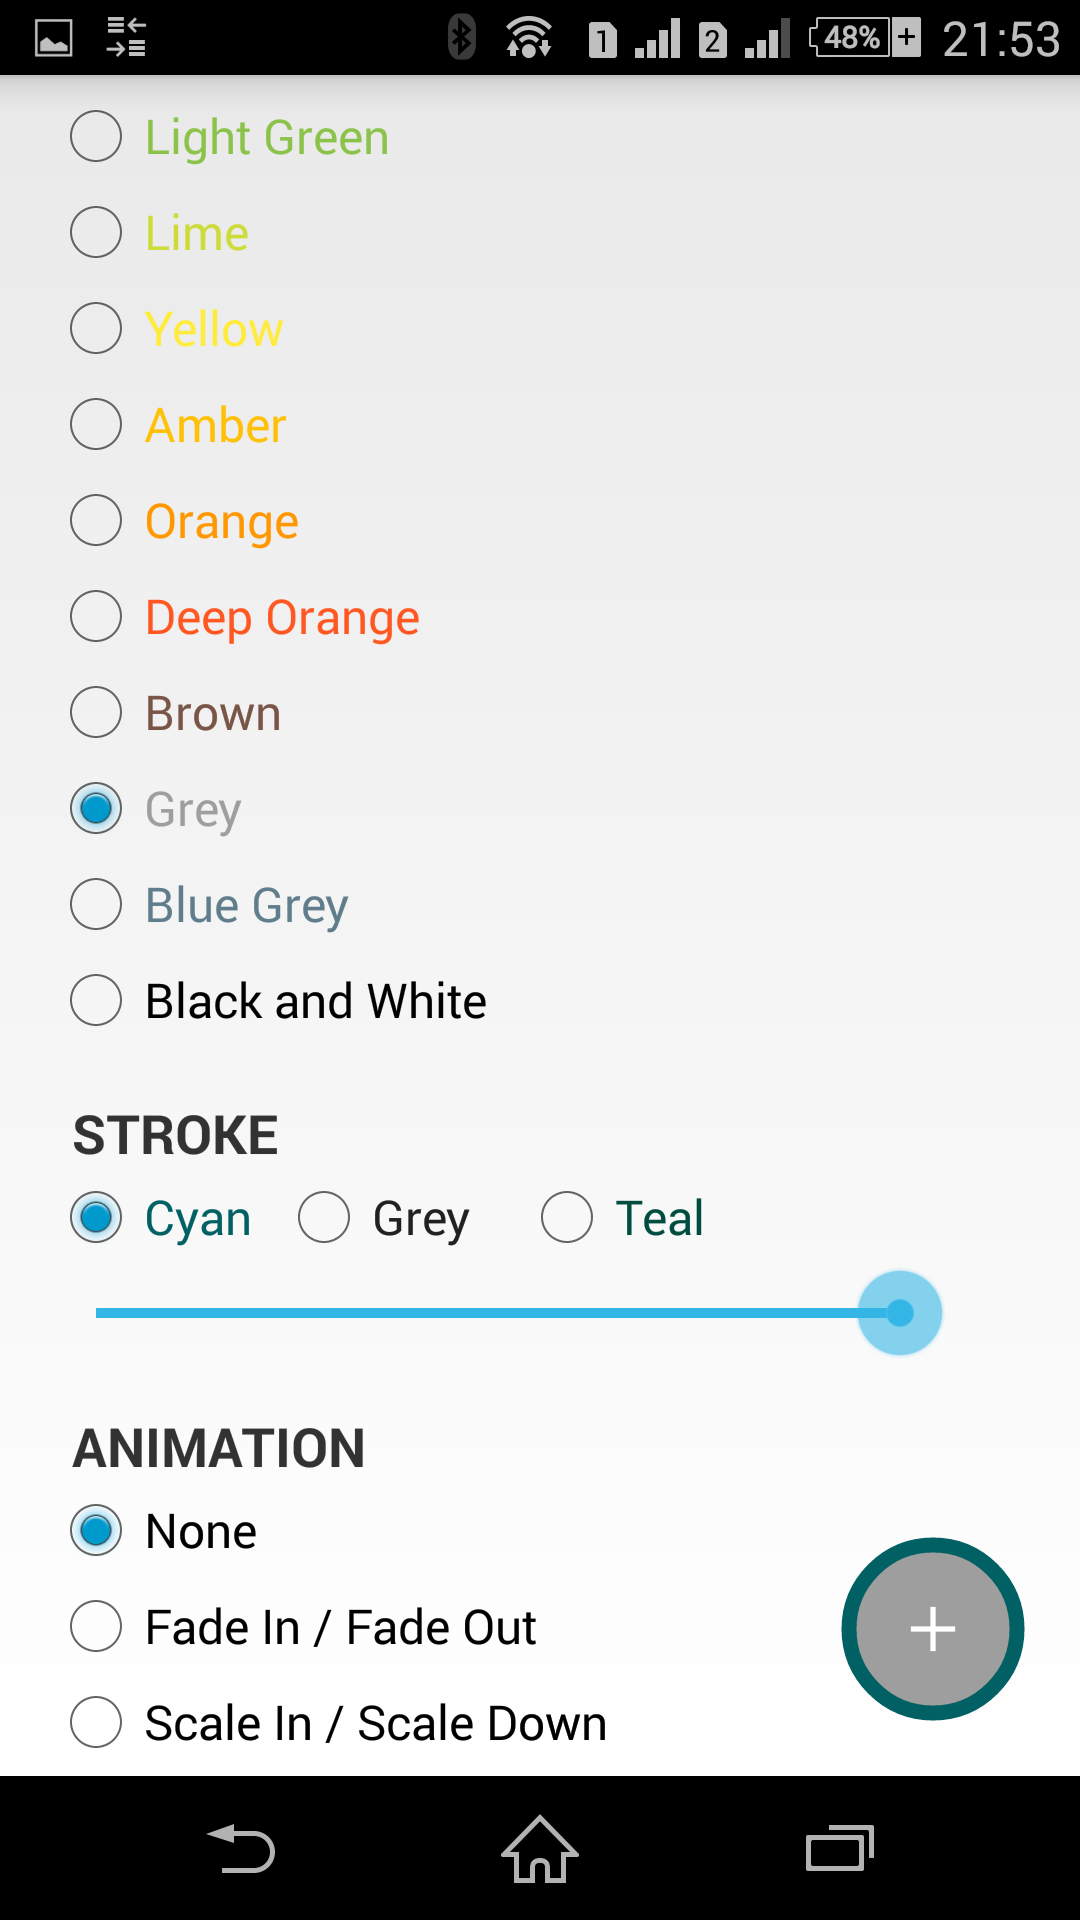 1 2 48% 21:53
Light Green
Lime
Yellow
Amber
Orange
Deep Orange
Brown
Grey
Blue Grey
Black and White
STROKE
Cyan Grey Teal
ANIMATION
None
Fade In / Fade Out
Scale In / Scale Down